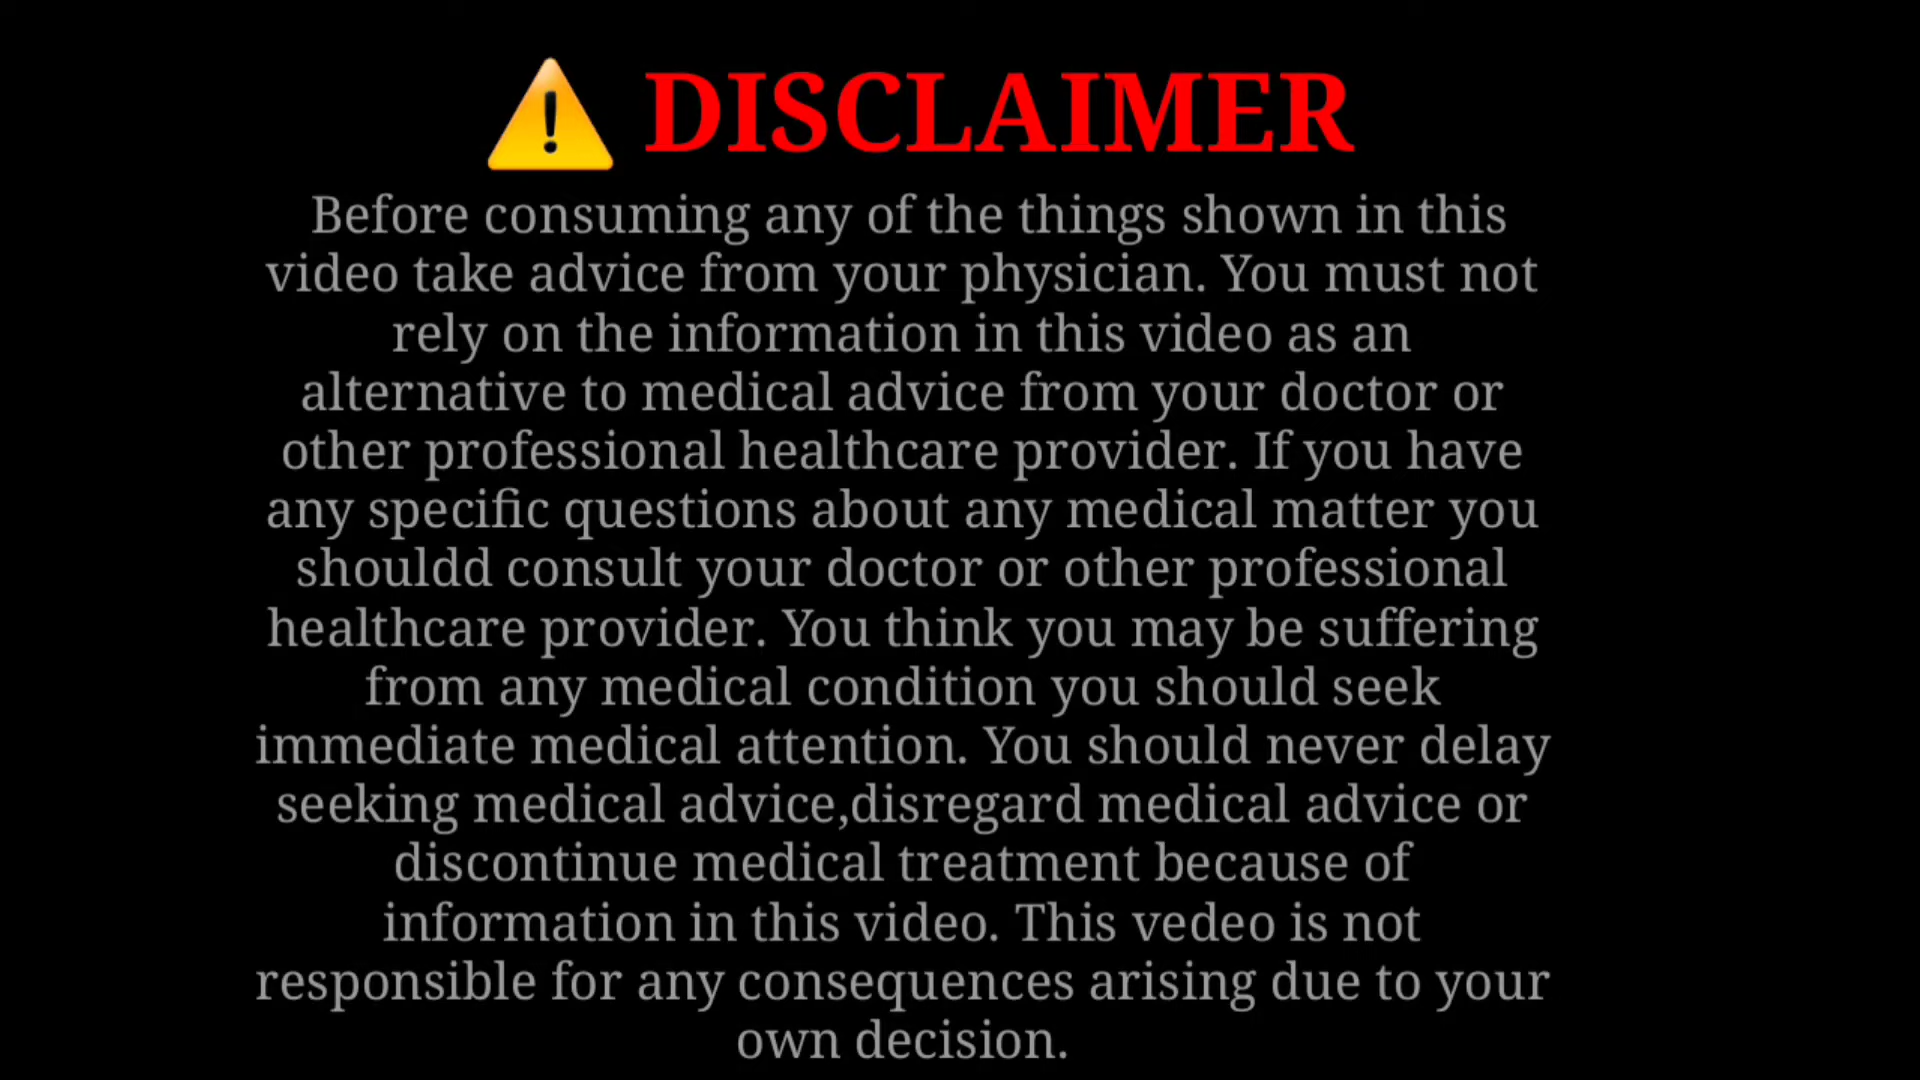 ⚠️ DISCLAIMER
Before consuming any of the things shown in this
video take advice from your physician. You must not
rely on the information in this video as an
alternative to medical advice from your doctor or
other professional healthcare provider. If you have
any specific questions about any medical matter you
shouldd consult your doctor or other professional
healthcare provider. You think you may be suffering
from any medical condition you should seek
immediate medical attention. You should never delay
seeking medical advice,disregard medical advice or
discontinue medical treatment because of
information in this video. This vedeo is not
responsible for any consequences arising due to your
own decision.